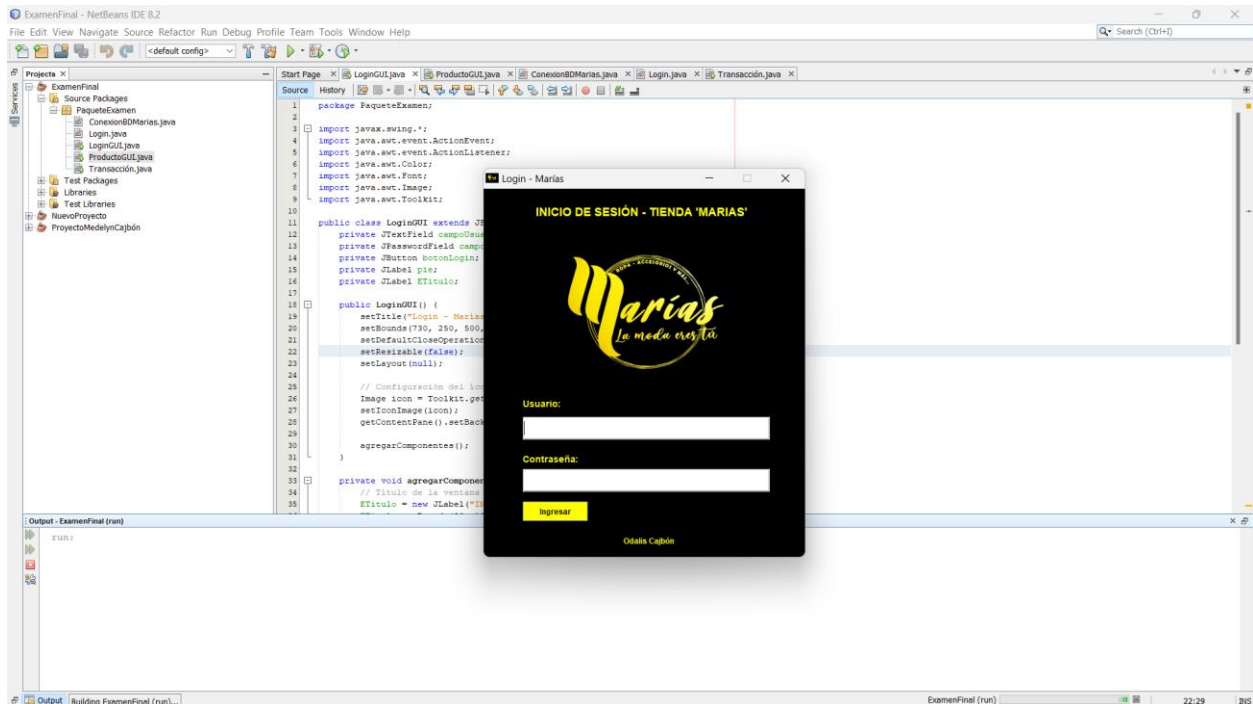 ExamenFinal - NetBeans IDE 8.2
File Edit View Navigate Source Refactor Run Debug Profile Team Tools Window Help
Search (Ctrl+I)
<default config>
Projects
Services
ExamenFinal
Source Packages
PaqueteExamen
ConexionBDMarias.java
Login.java
LoginGUI.java
ProductoGUI.java
Transacción.java
Test Packages
Libraries
Test Libraries
NuevoProyecto
ProyectoMedelynCajbón
Start Page LoginGUI.java ProductoGUI.java ConexionBDMarias.java Login.java Transacción.java
Source History
1 package PaqueteExamen;
2
3 import javax.swing.*;
4 import java.awt.event.ActionEvent;
5 import java.awt.event.ActionListener;
6 import java.awt.Color;
7 import java.awt.Font;
8 import java.awt.Image;
9 import java.awt.Toolkit;
10
11 public class LoginGUI extends
12 private JTextField
13 private JPasswordField
14 private JButton botonLogin;
15 private JLabel pie;
16 private JLabel ETitulo;
17
18 public LoginGUI() {
19 setTitle("Login - Marias
20 setBounds(730, 250, 500,
21 setDefaultCloseOperation
22 setResizable(false);
23 setLayout(null);
24
25 // Configuración del
26 Image icon = Toolkit.get
27 setIconImage(icon);
28 getContentPane().setBack
29
30 agregarComponentes();
31 }
32
33 private void agregarComponen
34 // Título de la ventana
35 ETitulo = new JLabel("I
Login - Marías
INICIO DE SESIÓN - TIENDA 'MARIAS'
ROPA - ACCESORIOS Y MÁS...
Marías
La moda eres tú
Usuario:
Contraseña:
Ingresar
Odalis Cajbón
Output - ExamenFinal (run)
run:
Output Building ExamenFinal (run)...
ExamenFinal (run)
22:29 INS